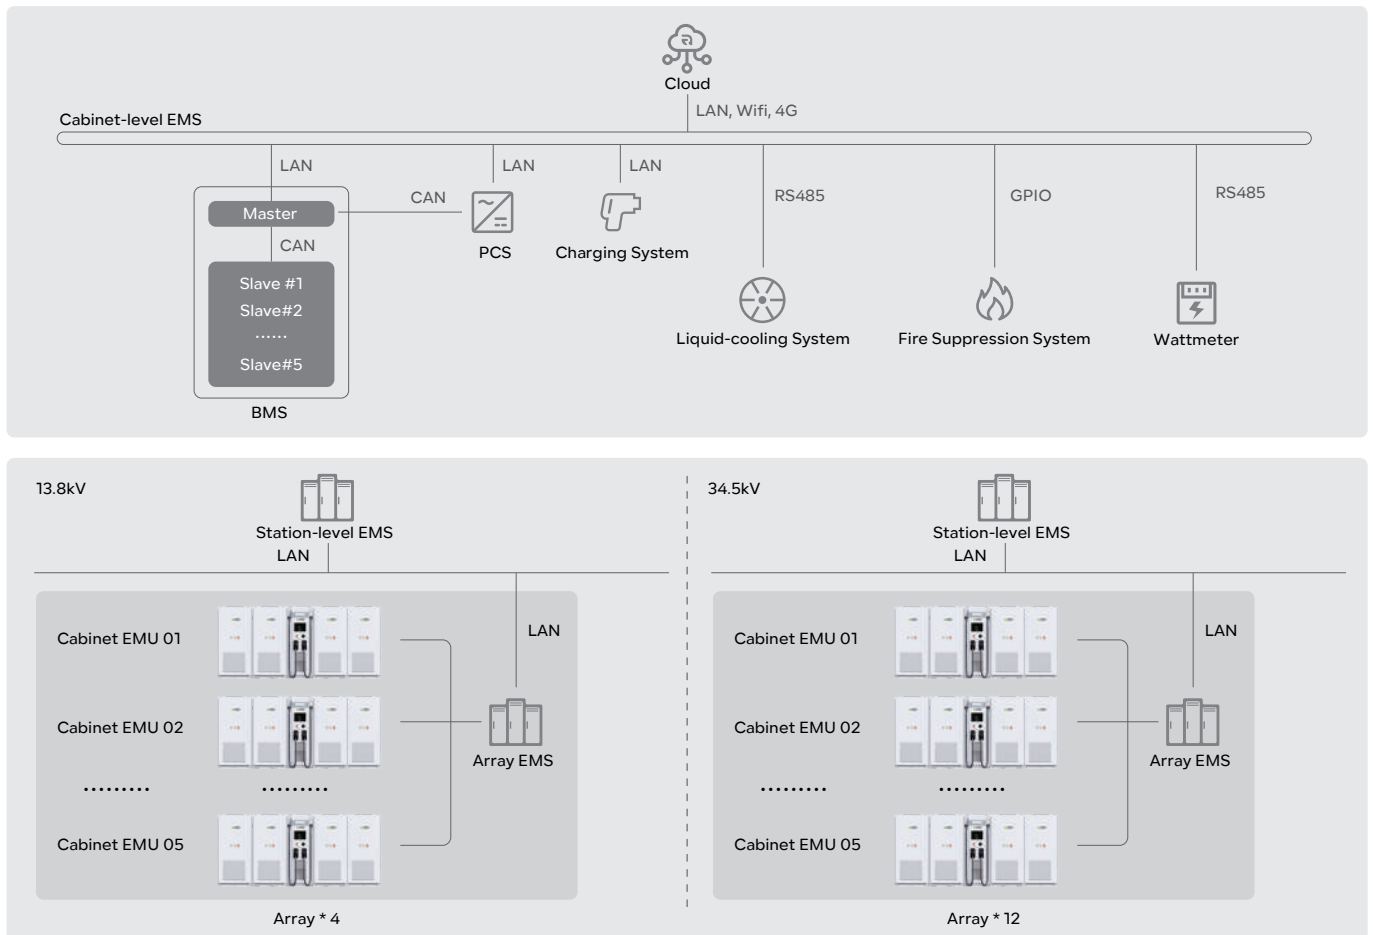 Cloud
LAN, Wifi, 4G
Cabinet-level EMS
LAN
LAN
LAN
CAN
RS485
GPIO
RS485
Master
CAN
PCS
Charging System
Slave #1
Slave#2
......
Slave#5
Liquid-cooling System
Fire Suppression System
Wattmeter
BMS
13.8kV
Station-level EMS
LAN
LAN
Cabinet EMU 01
Cabinet EMU 02
Array EMS
......... .........
Cabinet EMU 05
Array * 4
34.5kV
Station-level EMS
LAN
LAN
Cabinet EMU 01
Cabinet EMU 02
Array EMS
......... .........
Cabinet EMU 05
Array * 12